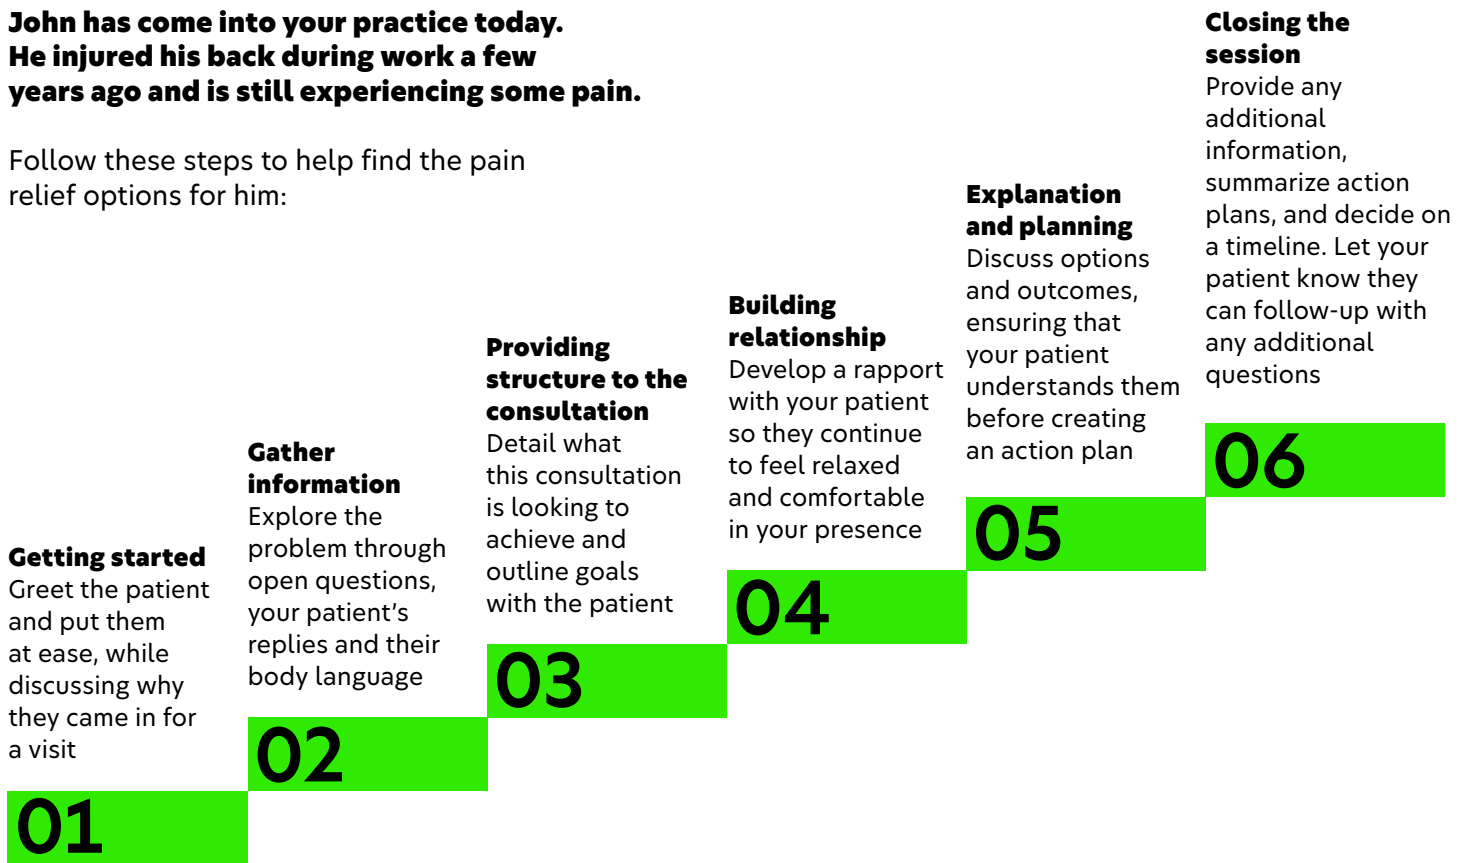 John has come into your practice today.
He injured his back during work a few
years ago and is still experiencing some pain.
Follow these steps to help find the pain
relief options for him:
Getting started
Greet the patient
and put them
at ease, while
discussing why
they came in for
a visit
01
Gather
information
Explore the
problem through
open questions,
your patient’s
replies and their
body language
02
Providing
structure to the
consultation
Detail what
this consultation
is looking to
achieve and
outline goals
with the patient
03
Building
relationship
Develop a rapport
with your patient
so they continue
to feel relaxed
and comfortable
in your presence
04
Explanation
and planning
Discuss options
and outcomes,
ensuring that
your patient
understands them
before creating
an action plan
05
Closing the
session
Provide any
additional
information,
summarize action
plans, and decide on
a timeline. Let your
patient know they
can follow-up with
any additional
questions
06